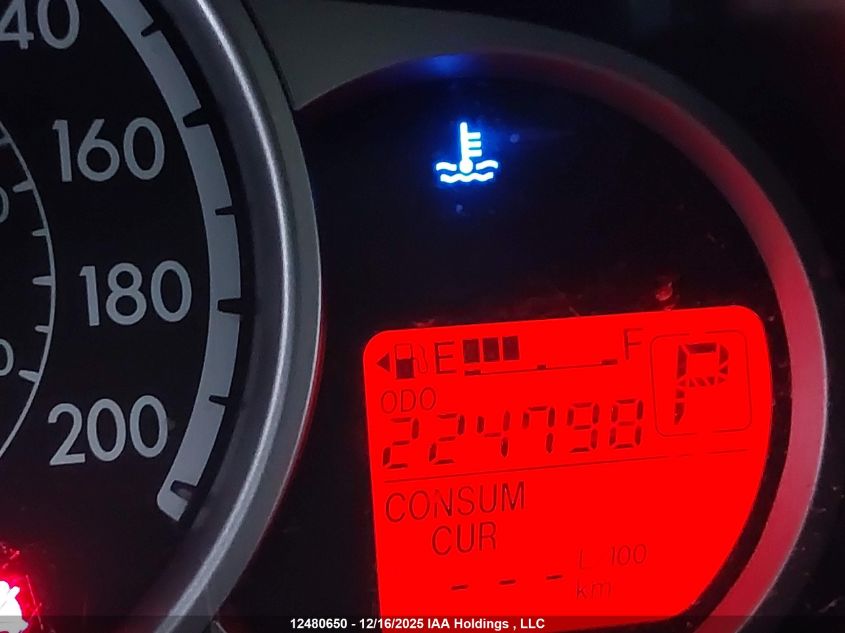 40
160
180
200
E F
P
ODO
224798
CONSUM
CUR
- - - L/100
km
12480650 - 12/16/2025 IAA Holdings , LLC